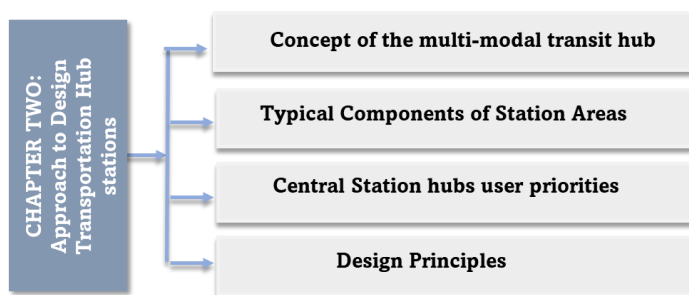 CHAPTER TWO:
Approach to Design
Transportation Hub
stations
Concept of the multi-modal transit hub
Typical Components of Station Areas
Central Station hubs user priorities
Design Principles